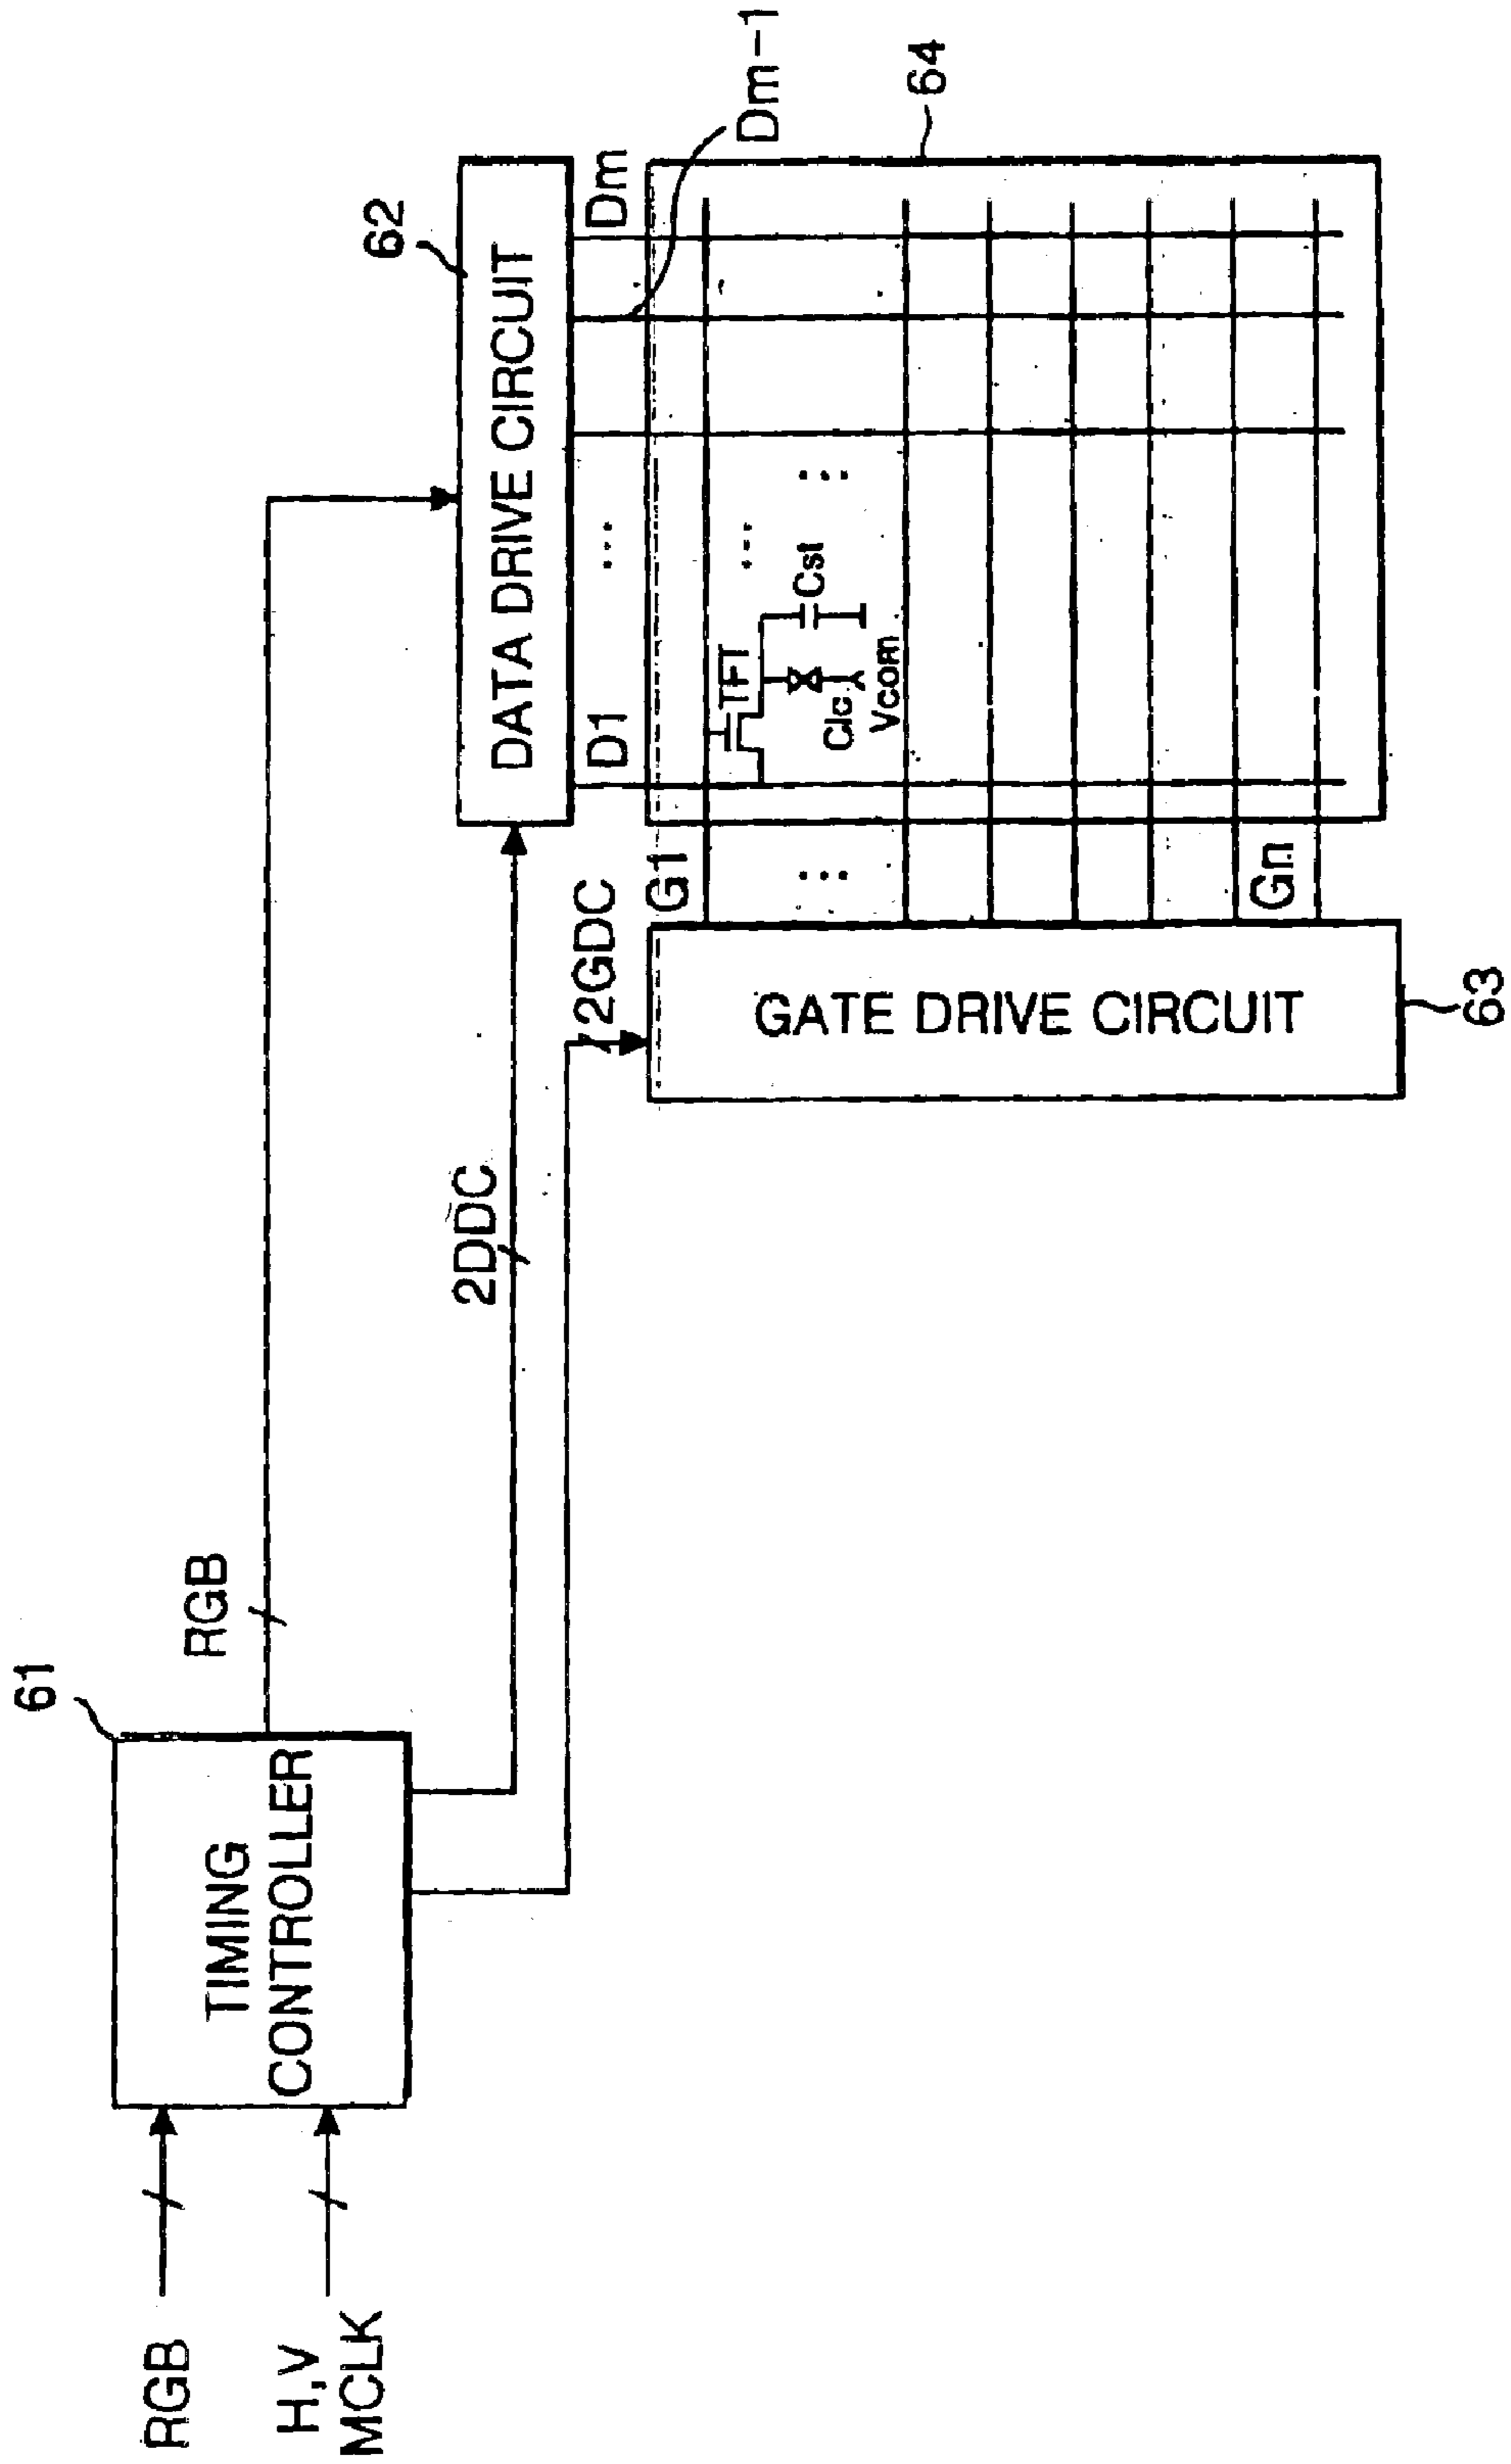 61
TIMING
CONTROLLER
RGB
H,V
MCLK
RGB
2DDC
2GDC
62
DATA DRIVE CIRCUIT
D1
...
Dm
Dm-1
G1
...
Gn
GATE DRIVE CIRCUIT
63
64
TFT
Clc
Cst
Vcom